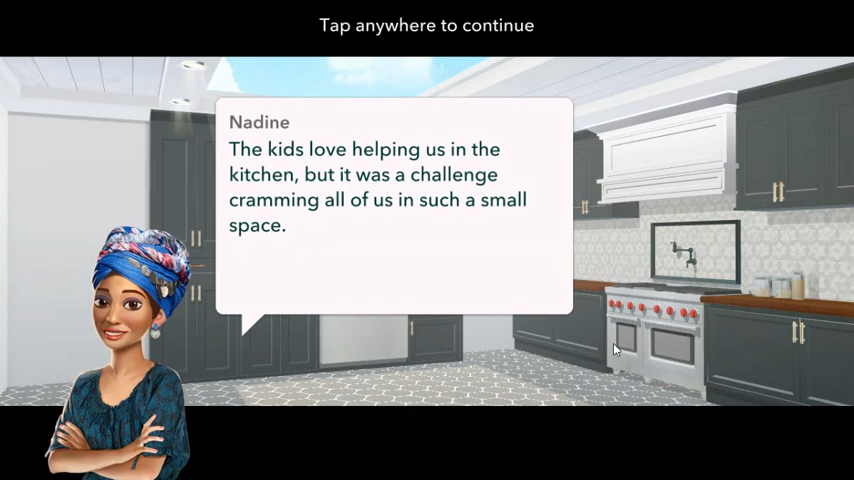 Tap anywhere to continue
Nadine
The kids love helping us in the
kitchen, but it was a challenge
cramming all of us in such a small
space.